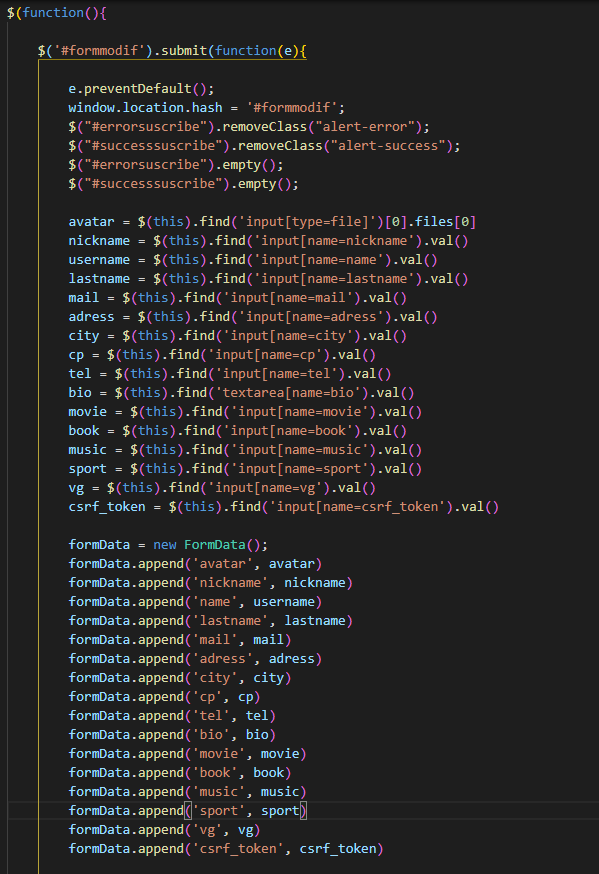 $(function(){
$('#formmodif').submit(function(e){
e.preventDefault();
window.location.hash = '#formmodif';
$("#errorsuscribe").removeClass("alert-error");
$("#successsuscribe").removeClass("alert-success");
$("#errorsuscribe").empty();
$("#successsuscribe").empty();
avatar = $(this).find('input[type=file]')[0].files[0]
nickname = $(this).find('input[name=nickname').val()
username = $(this).find('input[name=name').val()
lastname = $(this).find('input[name=lastname').val()
mail = $(this).find('input[name=mail').val()
adress = $(this).find('input[name=adress').val()
city = $(this).find('input[name=city').val()
cp = $(this).find('input[name=cp').val()
tel = $(this).find('input[name=tel').val()
bio = $(this).find('textarea[name=bio').val()
movie = $(this).find('input[name=movie').val()
book = $(this).find('input[name=book').val()
music = $(this).find('input[name=music').val()
sport = $(this).find('input[name=sport').val()
vg = $(this).find('input[name=vg').val()
csrf_token = $(this).find('input[name=csrf_token').val()
formData = new FormData();
formData.append('avatar', avatar)
formData.append('nickname', nickname)
formData.append('name', username)
formData.append('lastname', lastname)
formData.append('mail', mail)
formData.append('adress', adress)
formData.append('city', city)
formData.append('cp', cp)
formData.append('tel', tel)
formData.append('bio', bio)
formData.append('movie', movie)
formData.append('book', book)
formData.append('music', music)
formData.append('sport', sport)
formData.append('vg', vg)
formData.append('csrf_token', csrf_token)